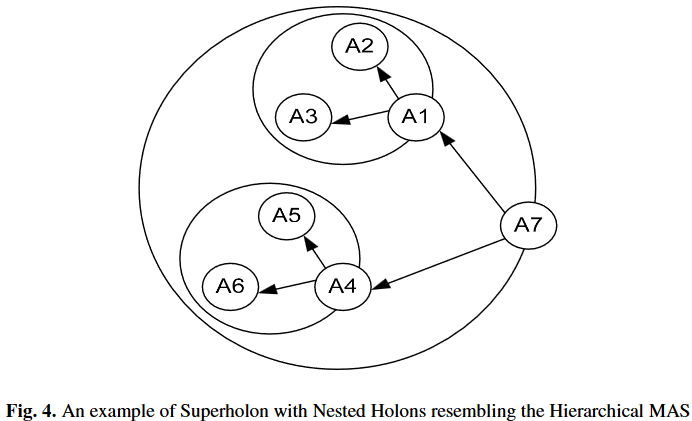 A2
A3
A1
A7
A5
A6
A4
Fig. 4. An example of Superholon with Nested Holons resembling the Hierarchical MAS